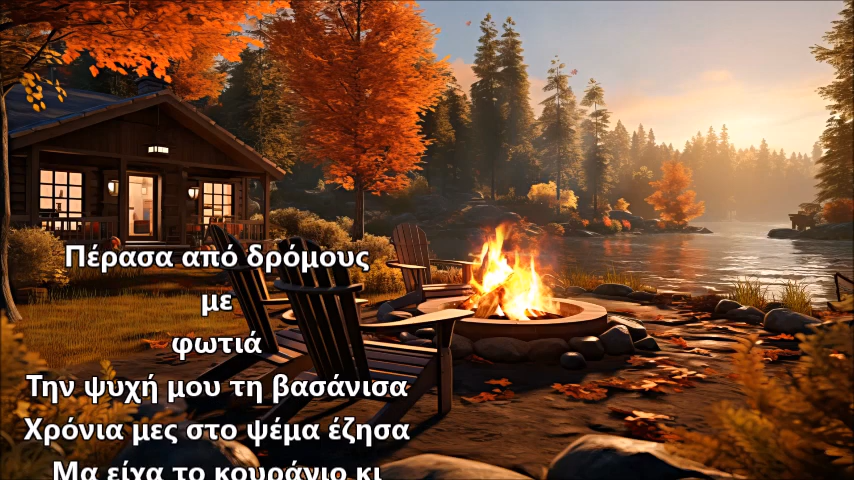 Πέρασα από δρόμους
με
φωτιά
Την ψυχή μου τη βασάνισα
Χρόνια μες στο ψέμα έζησα
Μα είχα το κουράγιο κι